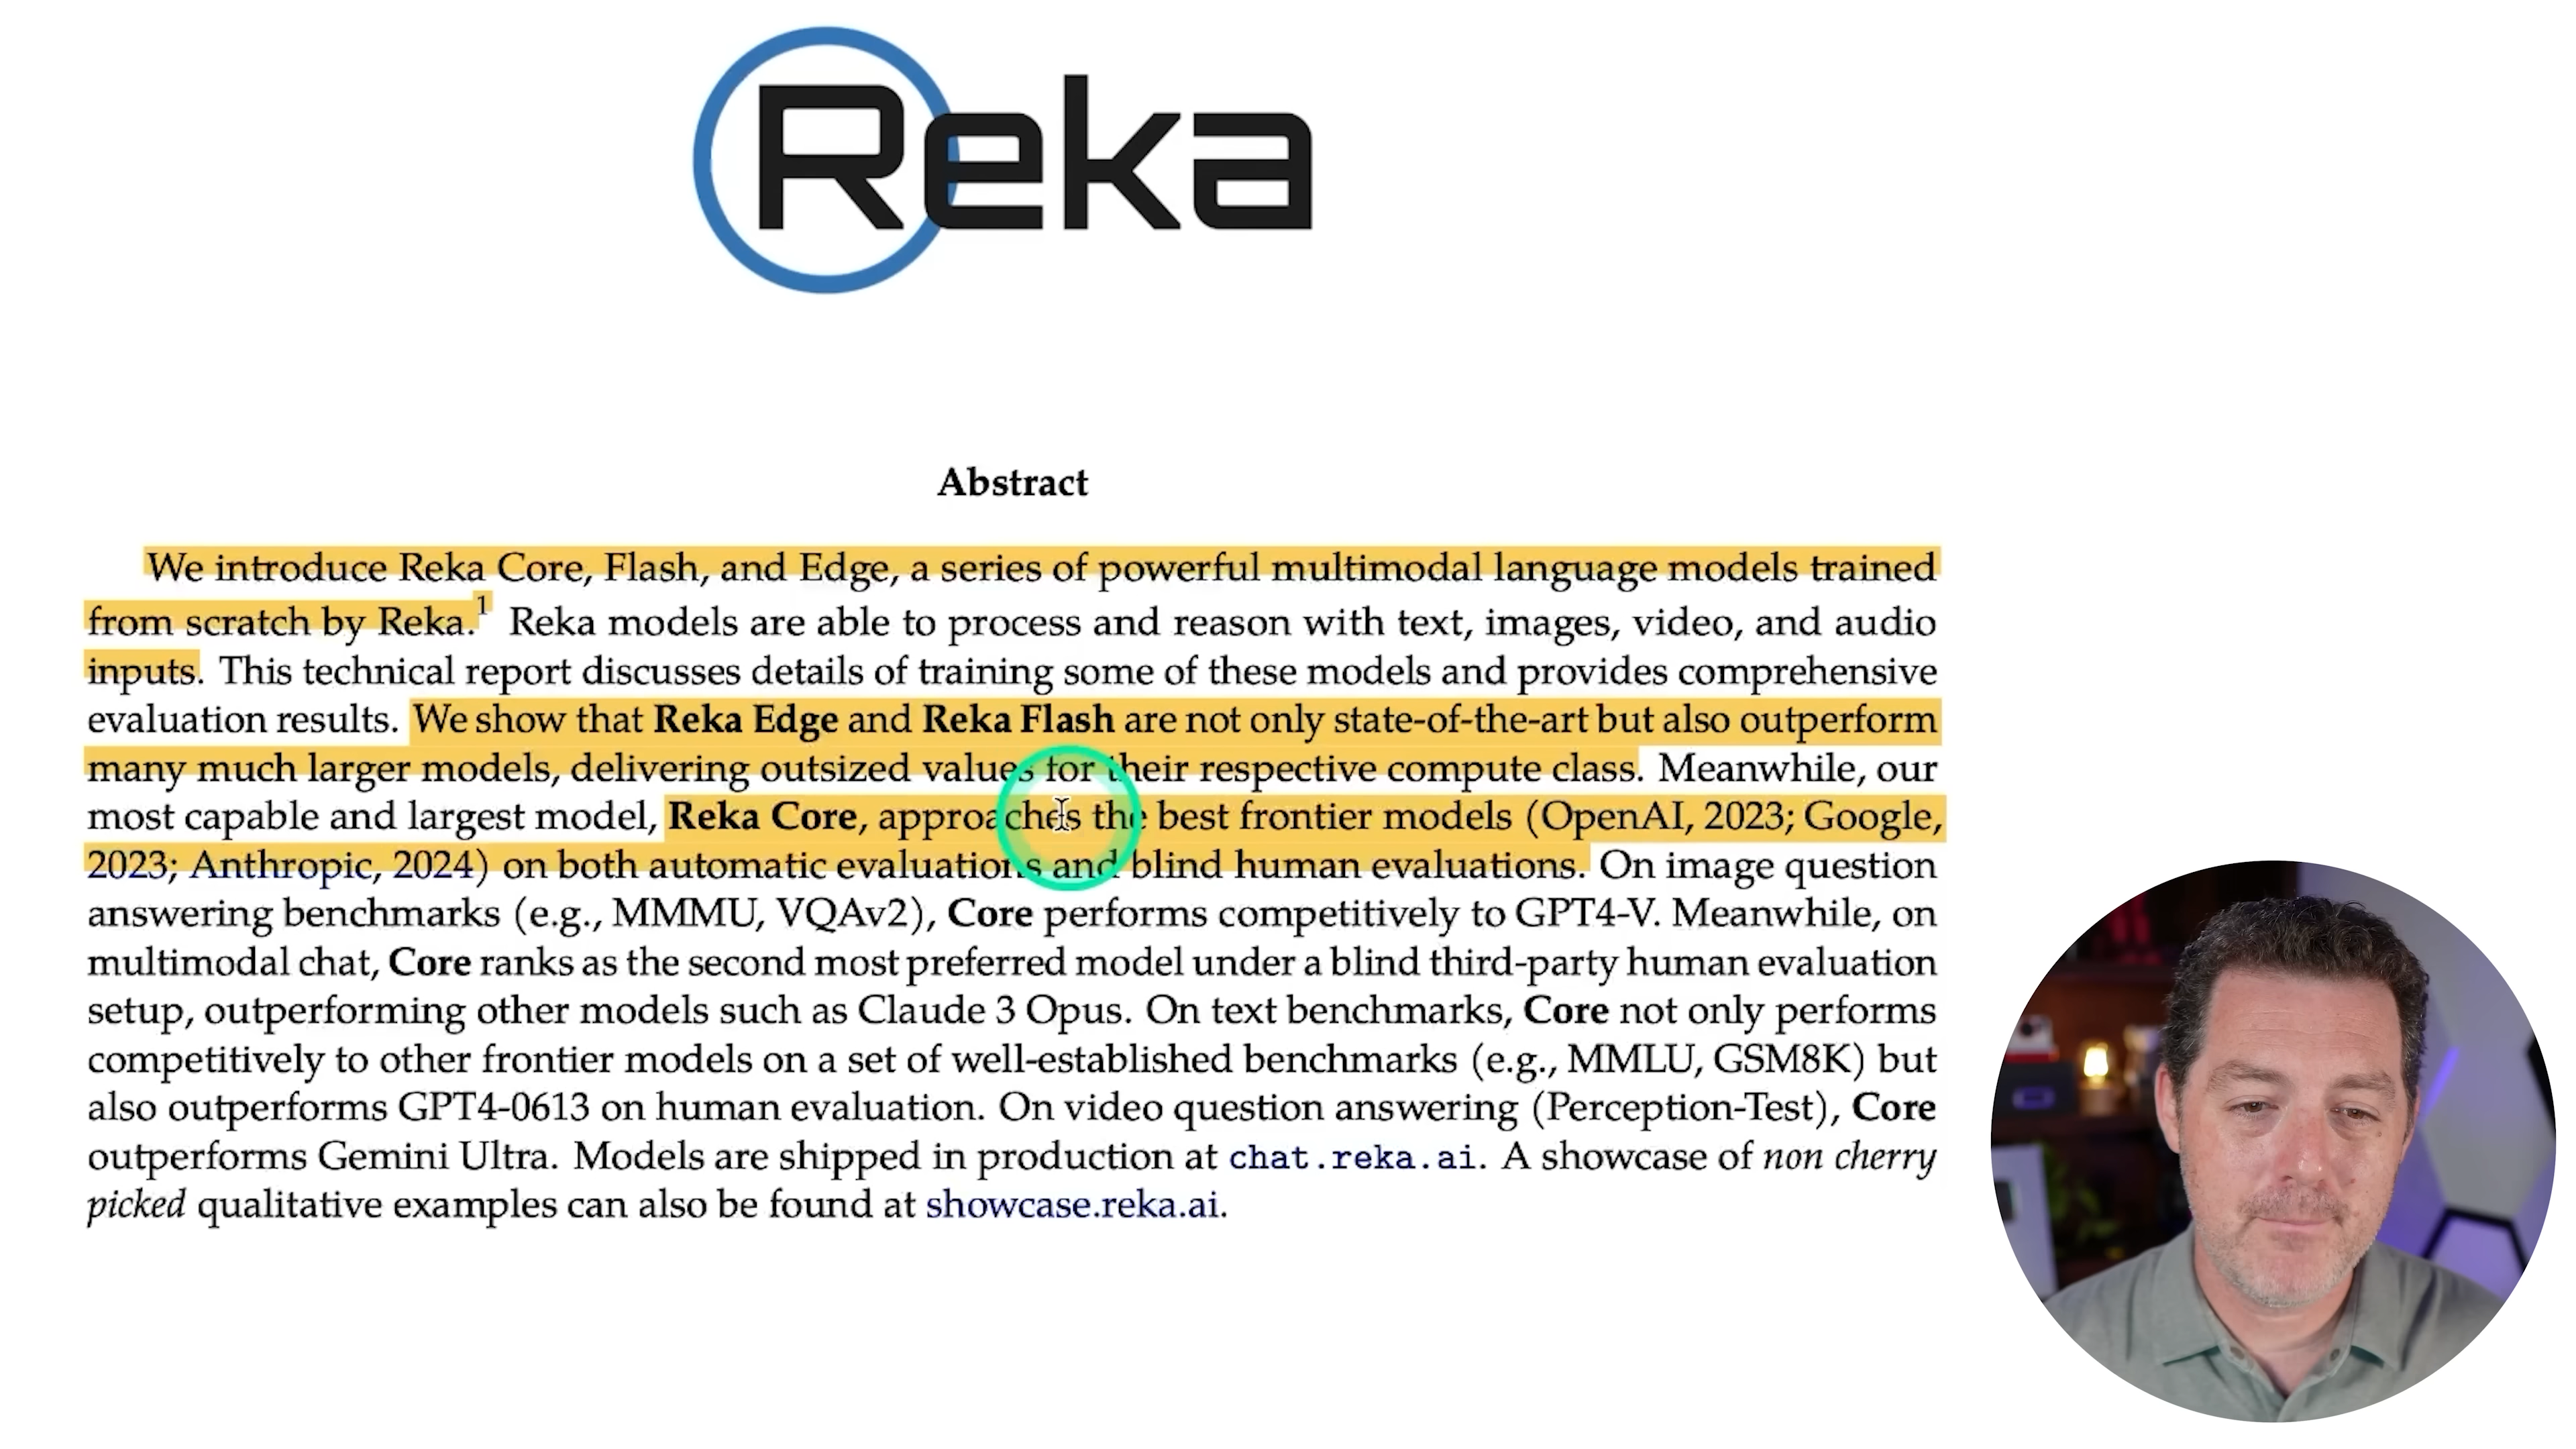 Reka
Abstract
We introduce Reka Core, Flash, and Edge, a series of powerful multimodal language models trained
from scratch by Reka.1 Reka models are able to process and reason with text, images, video, and audio
inputs. This technical report discusses details of training some of these models and provides comprehensive
evaluation results. We show that Reka Edge and Reka Flash are not only state-of-the-art but also outperform
many much larger models, delivering outsized values for their respective compute class. Meanwhile, our
most capable and largest model, Reka Core, approaches the best frontier models (OpenAI, 2023; Google,
2023; Anthropic, 2024) on both automatic evaluations and blind human evaluations. On image question
answering benchmarks (e.g., MMMU, VQAv2), Core performs competitively to GPT4-V. Meanwhile, on
multimodal chat, Core ranks as the second most preferred model under a blind third-party human evaluation
setup, outperforming other models such as Claude 3 Opus. On text benchmarks, Core not only performs
competitively to other frontier models on a set of well-established benchmarks (e.g., MMLU, GSM8K) but
also outperforms GPT4-0613 on human evaluation. On video question answering (Perception-Test), Core
outperforms Gemini Ultra. Models are shipped in production at chat.reka.ai. A showcase of non cherry
picked qualitative examples can also be found at showcase.reka.ai.